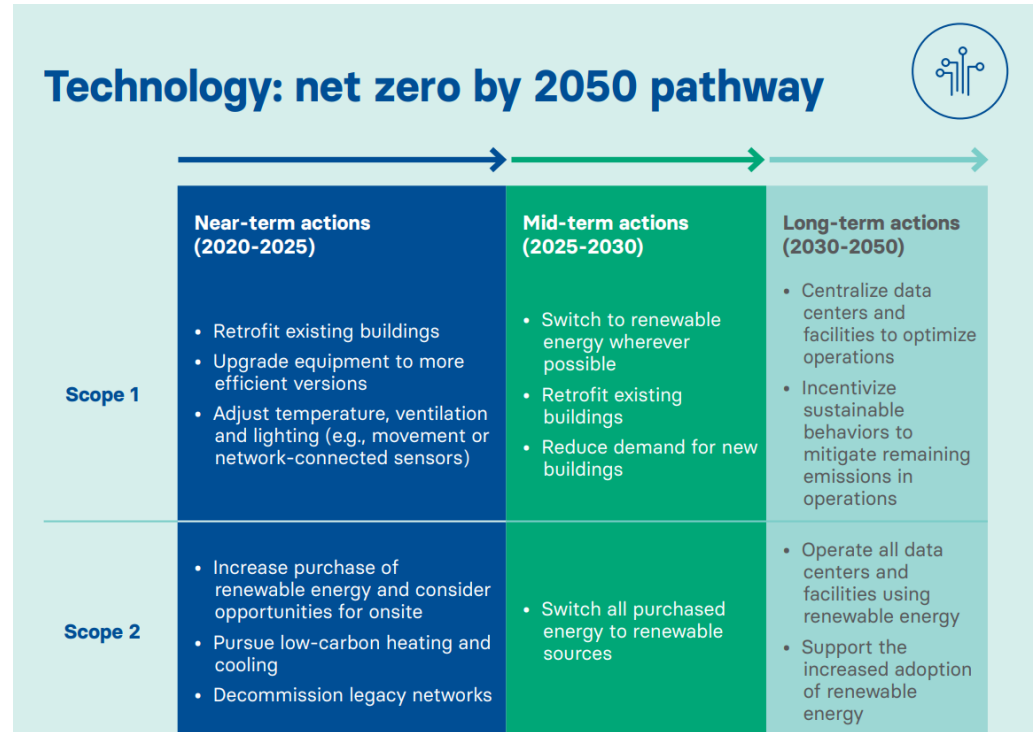 Technology: net zero by 2050 pathway
Near-term actions
(2020-2025)
Mid-term actions
(2025-2030)
Long-term actions
(2030-2050)
Scope 1
• Retrofit existing buildings
• Upgrade equipment to more
efficient versions
• Adjust temperature, ventilation
and lighting (e.g., movement or
network-connected sensors)
• Switch to renewable
energy wherever
possible
• Retrofit existing
buildings
• Reduce demand for new
buildings
• Centralize data
centers and
facilities to optimize
operations
• Incentivize
sustainable
behaviors to
mitigate remaining
emissions in
operations
Scope 2
• Increase purchase of
renewable energy and consider
opportunities for onsite
• Pursue low-carbon heating and
cooling
• Decommission legacy networks
• Switch all purchased
energy to renewable
sources
• Operate all data
centers and
facilities using
renewable energy
• Support the
increased adoption
of renewable
energy